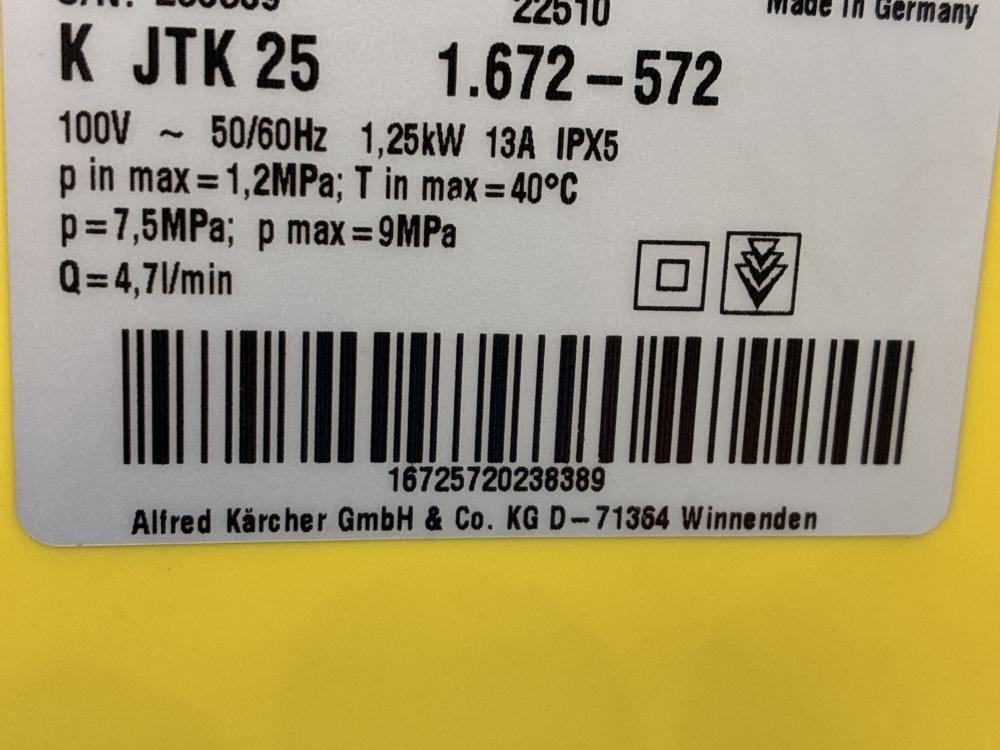 22510 Made in Germany
K JTK 25 1.672–572
100V ~ 50/60Hz 1,25kW 13A IPX5
p in max=1,2MPa; T in max=40°C
p=7,5MPa; p max=9MPa
Q=4,7l/min
16725720238389
Alfred Kärcher GmbH & Co. KG D–71364 Winnenden